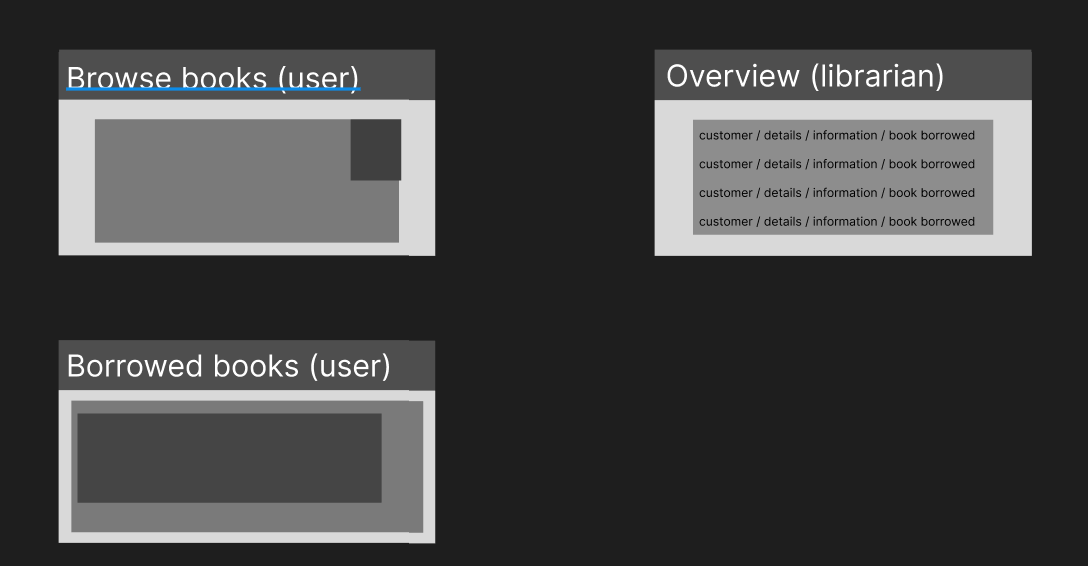 Browse books (user)
Overview (librarian)
customer / details / information / book borrowed
customer / details / information / book borrowed
customer / details / information / book borrowed
customer / details / information / book borrowed
Borrowed books (user)